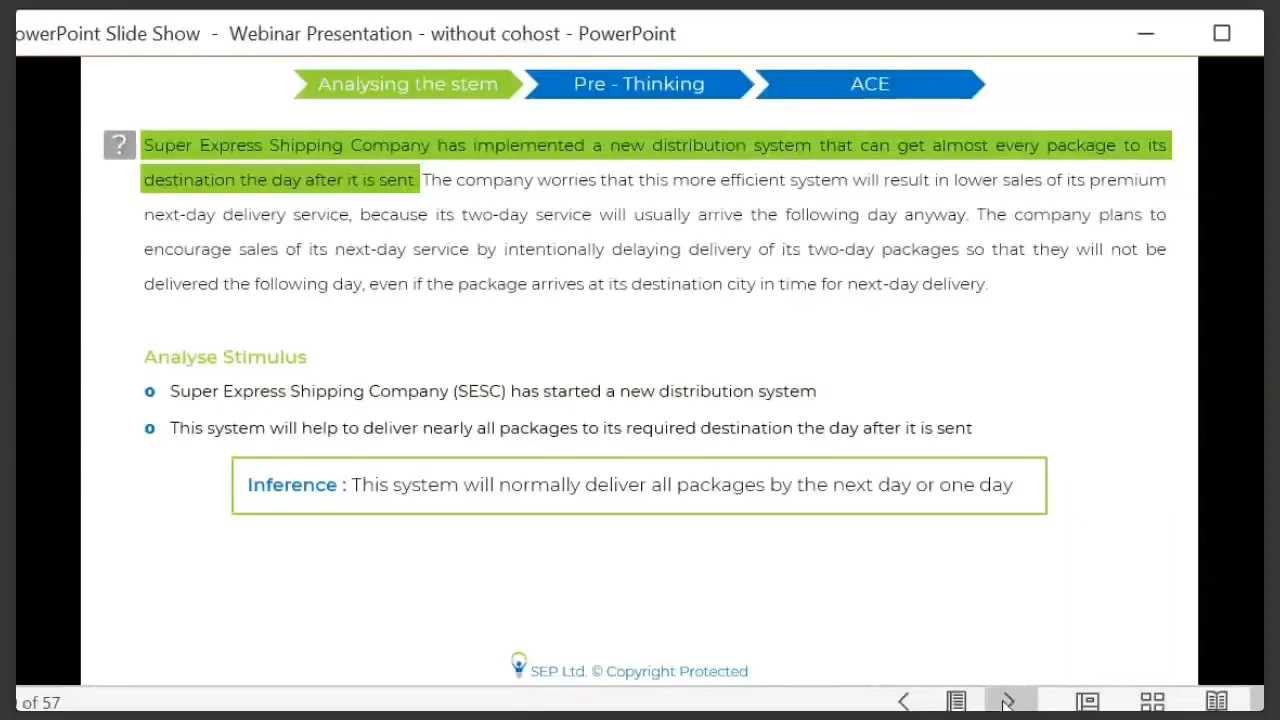 owerPoint Slide Show - Webinar Presentation - without cohost - PowerPoint
Analysing the stem
Pre - Thinking
ACE
?
Super Express Shipping Company has implemented a new distribution system that can get almost every package to its
destination the day after it is sent. The company worries that this more efficient system will result in lower sales of its premium
next-day delivery service, because its two-day service will usually arrive the following day anyway. The company plans to
encourage sales of its next-day service by intentionally delaying delivery of its two-day packages so that they will not be
delivered the following day, even if the package arrives at its destination city in time for next-day delivery.
Analyse Stimulus
o Super Express Shipping Company (SESC) has started a new distribution system
o This system will help to deliver nearly all packages to its required destination the day after it is sent
Inference : This system will normally deliver all packages by the next day or one day
SEP Ltd. © Copyright Protected
of 57